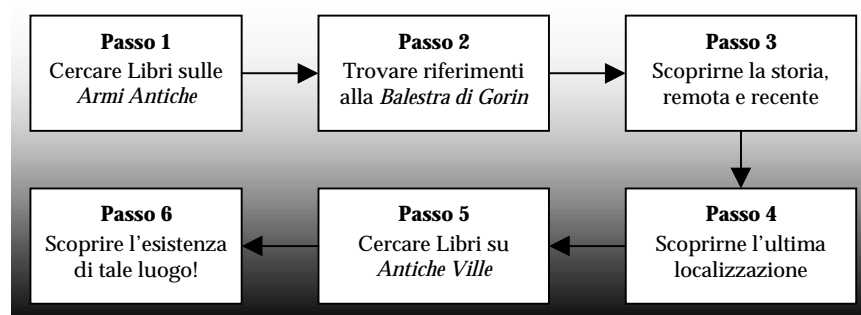 Passo 1
Cercare Libri sulle
Armi Antiche
Passo 2
Trovare riferimenti
alla Balestra di Gorin
Passo 3
Scoprirne la storia,
remota e recente
Passo 4
Scoprirne l’ultima
localizzazione
Passo 5
Cercare Libri su
Antiche Ville
Passo 6
Scoprire l’esistenza
di tale luogo!